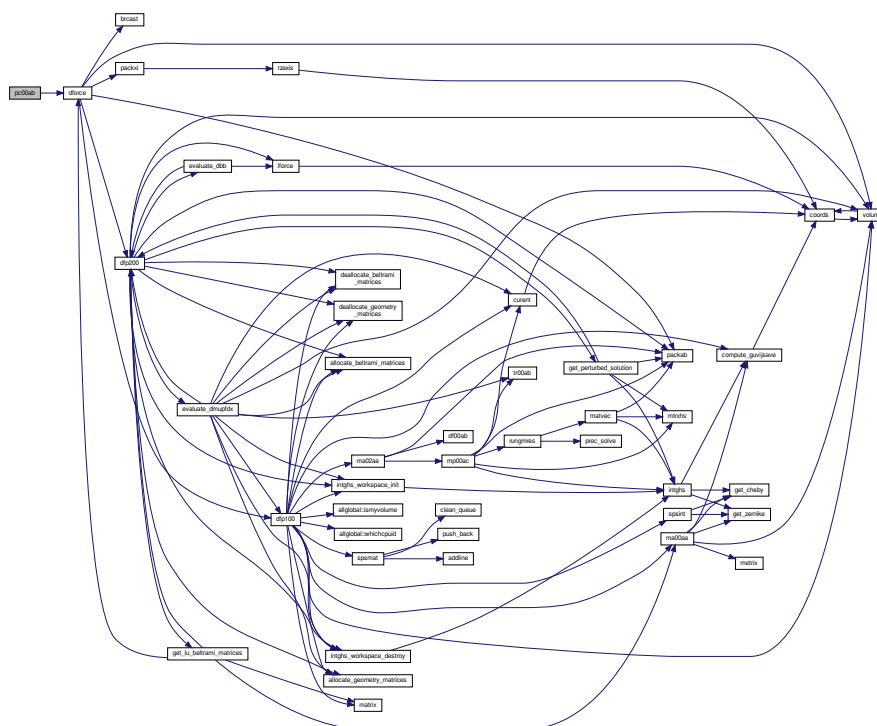 brcast
packxi
rzaxis
pc00ab
dforce
evaluate_dbb
lforce
coords
volum
dfp200
deallocate_beltrami
_matrices
deallocate_geometry
_matrices
curent
allocate_beltrami_matrices
get_perturbed_solution
packab
compute_guvijsave
tr00ab
evaluate_dmupfdx
matvec
mtrxhs
df00ab
rungmres
prec_solve
ma02aa
mp00ac
intghs_workspace_init
intghs
get_cheby
allglobal::ismyvolume
clean_queue
spsint
get_zernike
dfp100
allglobal::whichcpuid
push_back
ma00aa
spsmat
addline
metrix
get_lu_beltrami_matrices
intghs_workspace_destroy
allocate_geometry_matrices
matrix